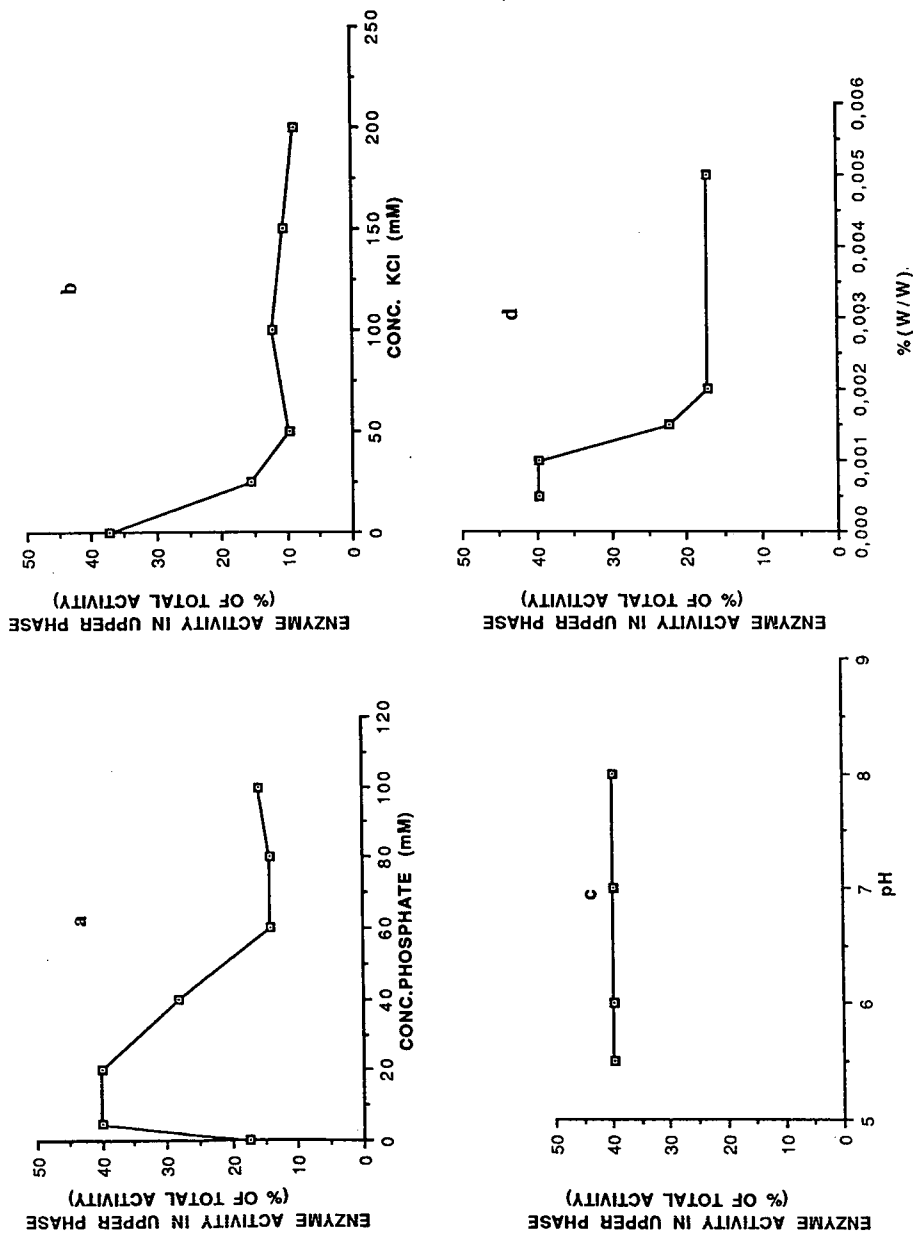 ENZYME ACTIVITY IN UPPER PHASE
(% OF TOTAL ACTIVITY)
50
40
30
20
10
0
a
0 20 40 60 80 100 120
CONC.PHOSPHATE (mM)
ENZYME ACTIVITY IN UPPER PHASE
(% OF TOTAL ACTIVITY)
50
40
30
20
10
0
b
0 50 100 150 200 250
CONC. KCl (mM)
ENZYME ACTIVITY IN UPPER PHASE
(% OF TOTAL ACTIVITY)
50
40
30
20
10
0
c
5 6 7 8 9
pH
ENZYME ACTIVITY IN UPPER PHASE
(% OF TOTAL ACTIVITY)
50
40
30
20
10
0
d
0,000 0,001 0,002 0,003 0,004 0,005 0,006
% (W/W)